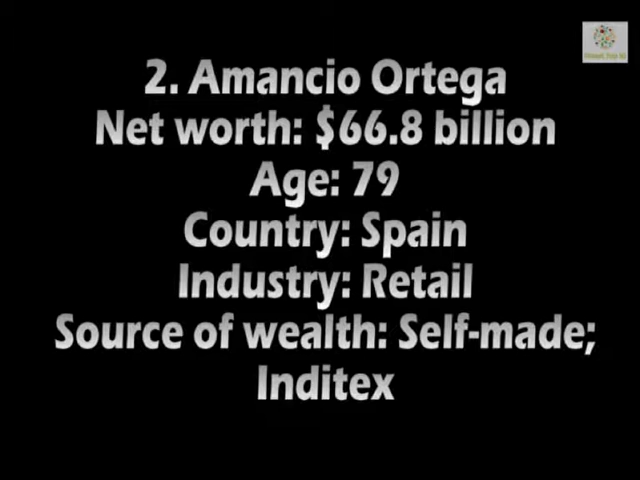 2. Amancio Ortega
Net worth: $66.8 billion
Age: 79
Country: Spain
Industry: Retail
Source of wealth: Self-made;
Inditex